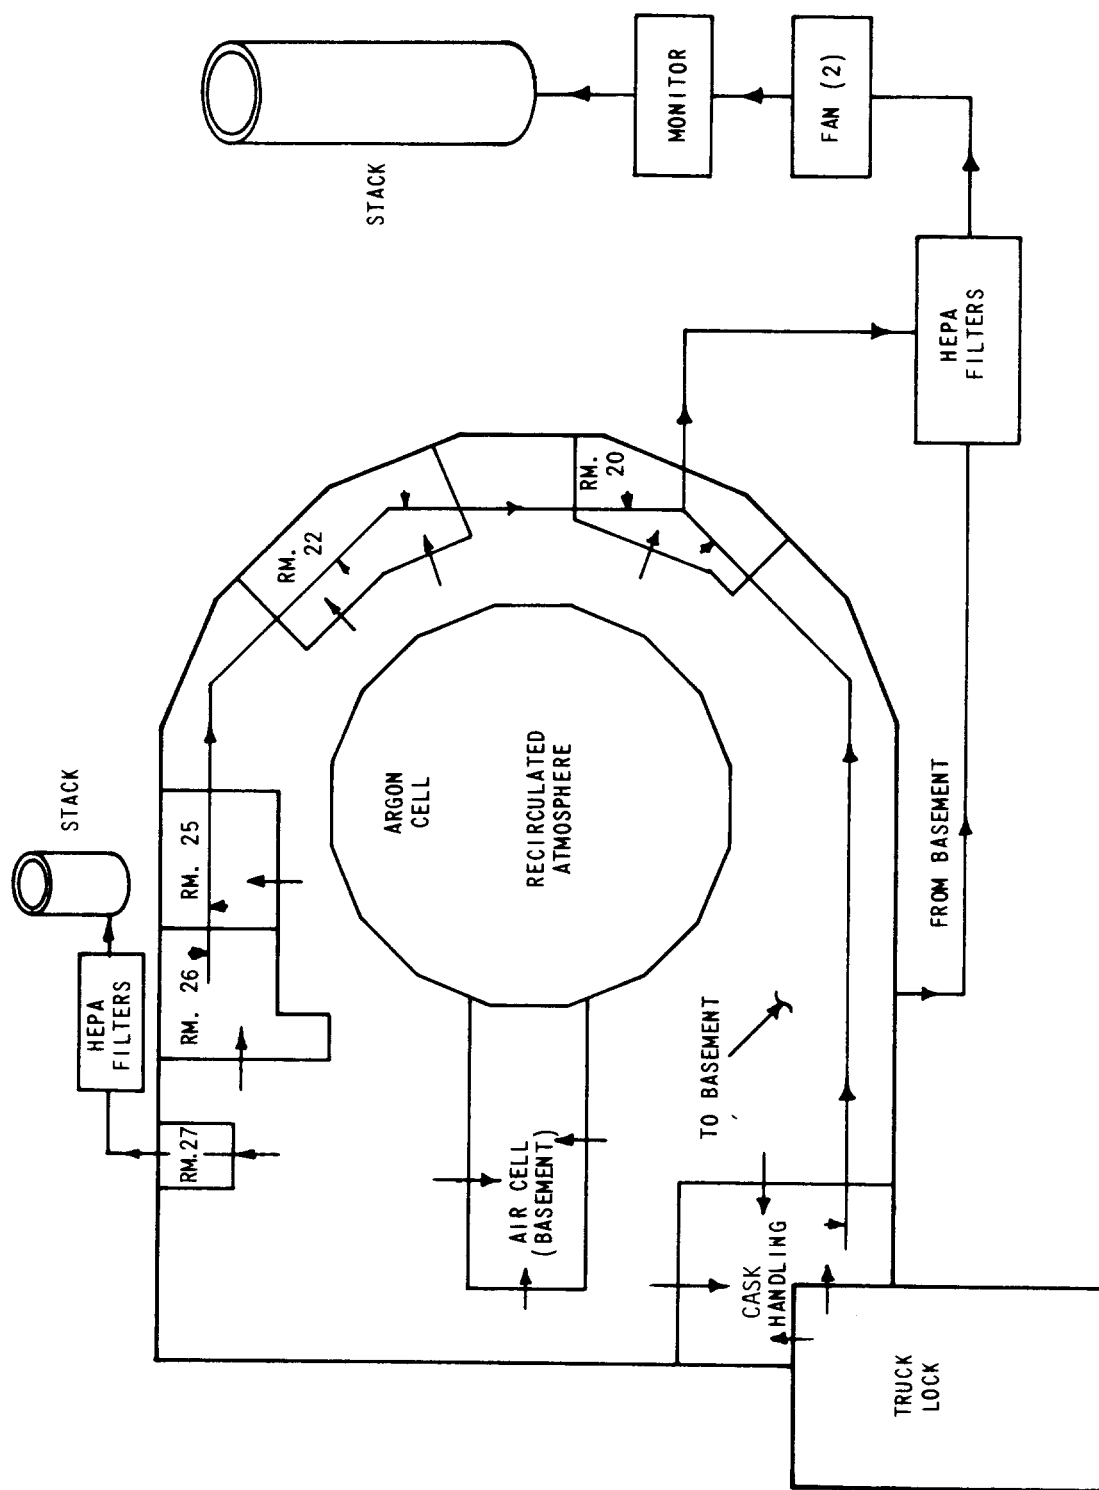 STACK
HEPA
FILTERS
RM.27
RM. 26
RM. 25
RM.
22
STACK
ARGON
CELL
RECIRCULATED
ATMOSPHERE
AIR CELL
(BASEMENT)
RM.
20
MONITOR
TO BASEMENT
CASK
HANDLING
FAN (2)
TRUCK
LOCK
FROM BASEMENT
HEPA
FILTERS